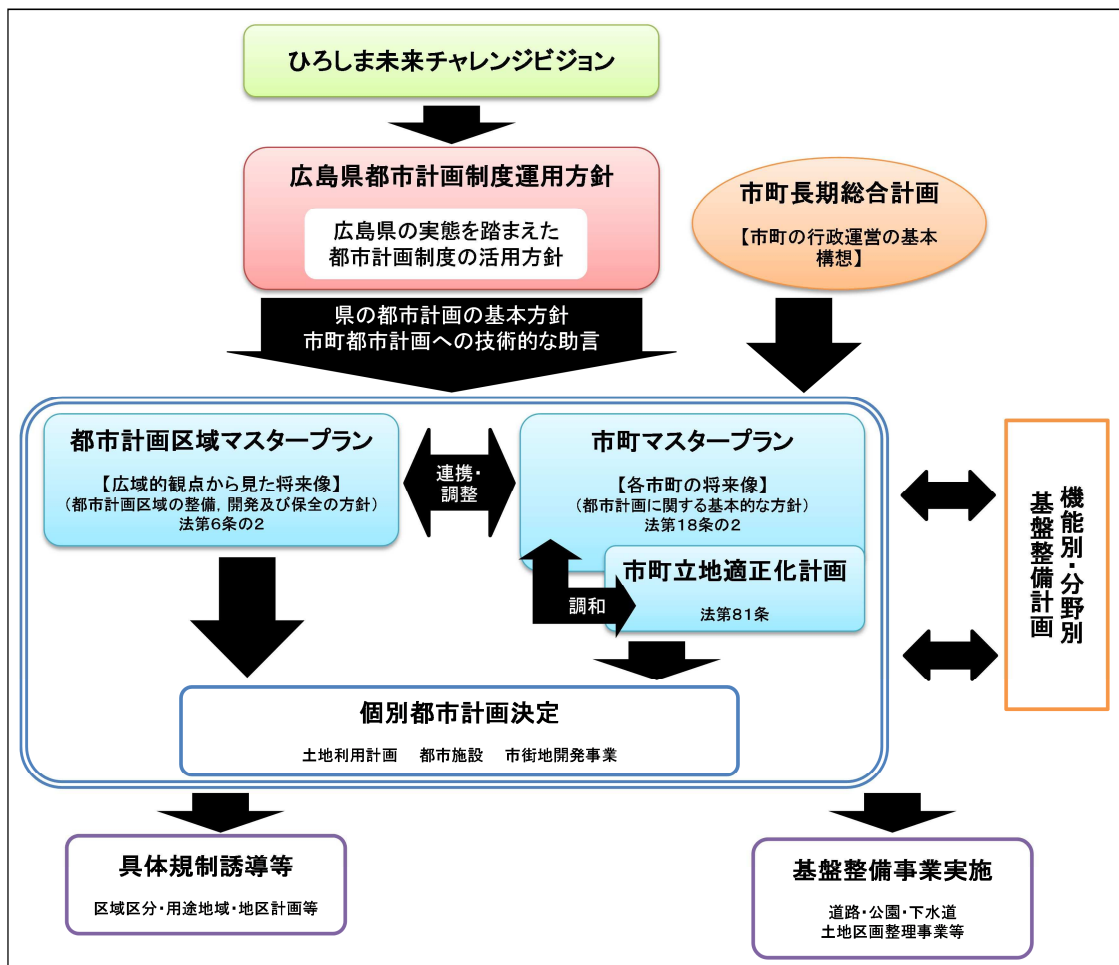 ひろしま未来チャレンジビジョン
広島県都市計画制度運用方針
広島県の実態を踏まえた
都市計画制度の活用方針
市町長期総合計画
【市町の行政運営の基本
構想】
県の都市計画の基本方針
市町都市計画への技術的な助言
都市計画区域マスタープラン
【広域的観点から見た将来像】
(都市計画区域の整備,開発及び保全の方針)
法第6条の2
連携・
調整
市町マスタープラン
【各市町の将来像】
(都市計画に関する基本的な方針)
法第18条の2
市町立地適正化計画
法第81条
調和
機能別・分野別
基盤整備計画
個別都市計画決定
土地利用計画 都市施設 市街地開発事業
具体規制誘導等
区域区分・用途地域・地区計画等
基盤整備事業実施
道路・公園・下水道
土地区画整理事業等